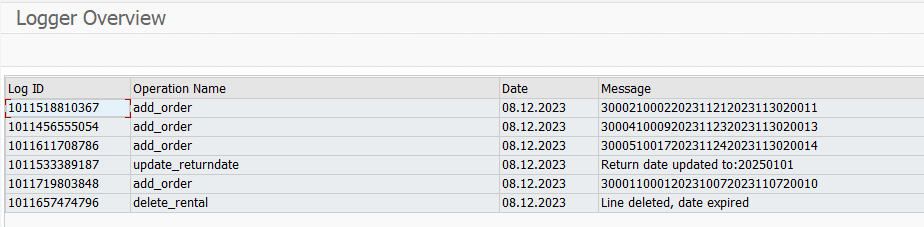 Logger Overview
Log ID Operation Name Date Message
1011518810367 add_order 08.12.2023 3000210002202311212023113020011
1011456555054 add_order 08.12.2023 3000410009202311232023113020013
1011611708786 add_order 08.12.2023 3000510017202311242023113020014
1011533389187 update_returndate 08.12.2023 Return date updated to:20250101
1011719803848 add_order 08.12.2023 3000110001202310072023110720010
1011657474796 delete_rental 08.12.2023 Line deleted, date expired